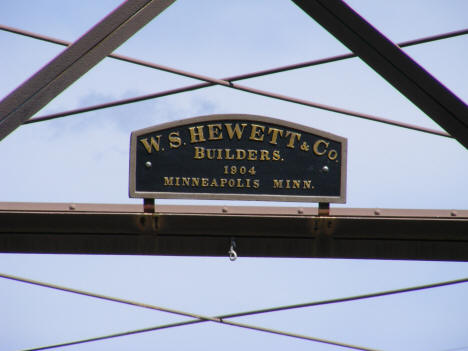 W. S. HEWETT & CO.
BUILDERS.
1904
MINNEAPOLIS MINN.